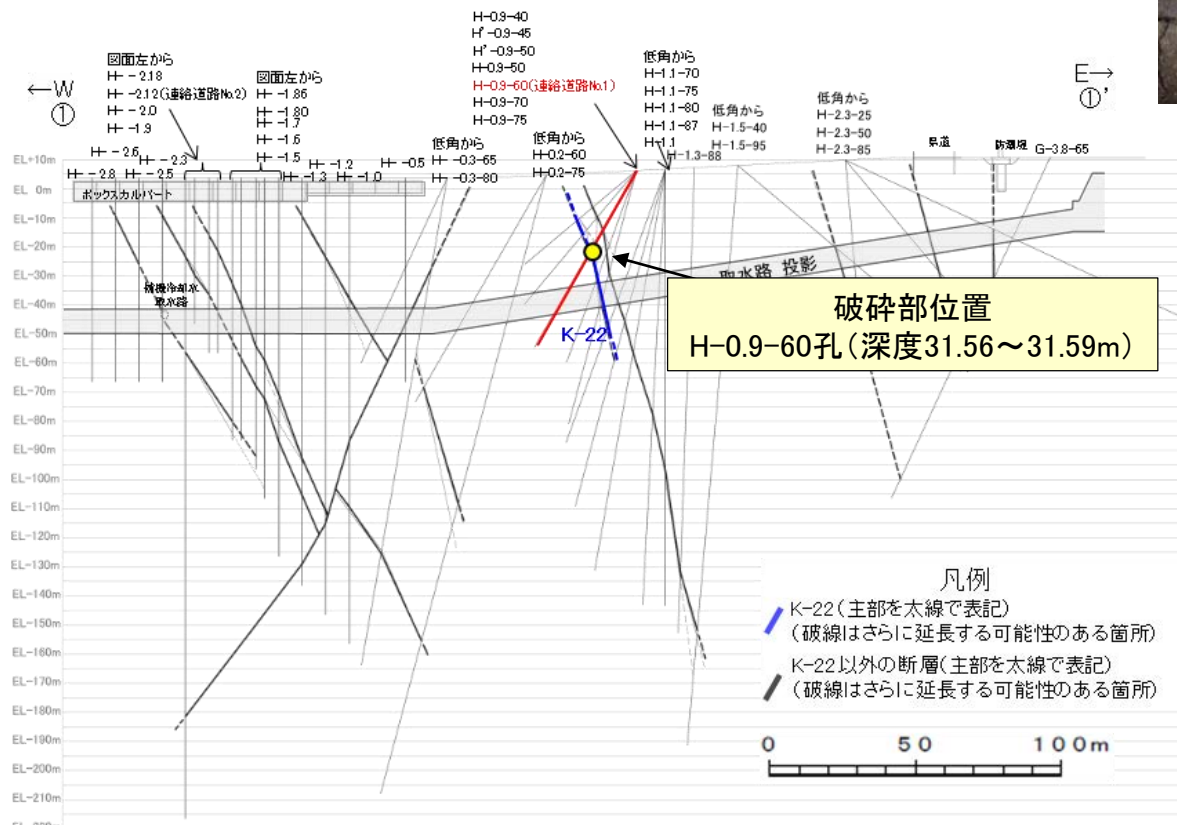 ←W
①
図面左から
H- -2.18
H- -2.12(連絡道路No.2)
H- -2.0
H- -1.9
図面左から
H- -1.86
H- -1.80
H- -1.7
H- -1.6
H- -1.5
H-0.9-40
H'-0.9-45
H'-0.9-50
H-0.9-50
H-0.9-60(連絡道路No.1)
H-0.9-70
H-0.9-75
低角から
H-1.1-70
H-1.1-75
H-1.1-80
H-1.1-87
H-1.1
低角から
H-1.5-40
H-1.5-95
低角から
H-2.3-25
H-2.3-50
H-2.3-85
E→
①'
県道
防潮堤
G-3.8-65
H- -2.6
H- -2.3
H- -2.8
H- -2.5
H- -1.2
H- -0.5
H- -1.3
H- -1.0
低角から
H- -0.3-65
H- -0.3-80
低角から
H-0.2-60
H-0.2-75
H-1.3-88
ボックスカルバート
補機冷却水
取水路
取水路 投影
K-22
破砕部位置
H-0.9-60孔(深度31.56～31.59m)
EL+10m
EL 0m
EL-10m
EL-20m
EL-30m
EL-40m
EL-50m
EL-60m
EL-70m
EL-80m
EL-90m
EL-100m
EL-110m
EL-120m
EL-130m
EL-140m
EL-150m
EL-160m
EL-170m
EL-180m
EL-190m
EL-200m
EL-210m
凡例
K-22(主部を太線で表記)
(破線はさらに延長する可能性のある箇所)
K-22以外の断層(主部を太線で表記)
(破線はさらに延長する可能性のある箇所)
0 50 100m